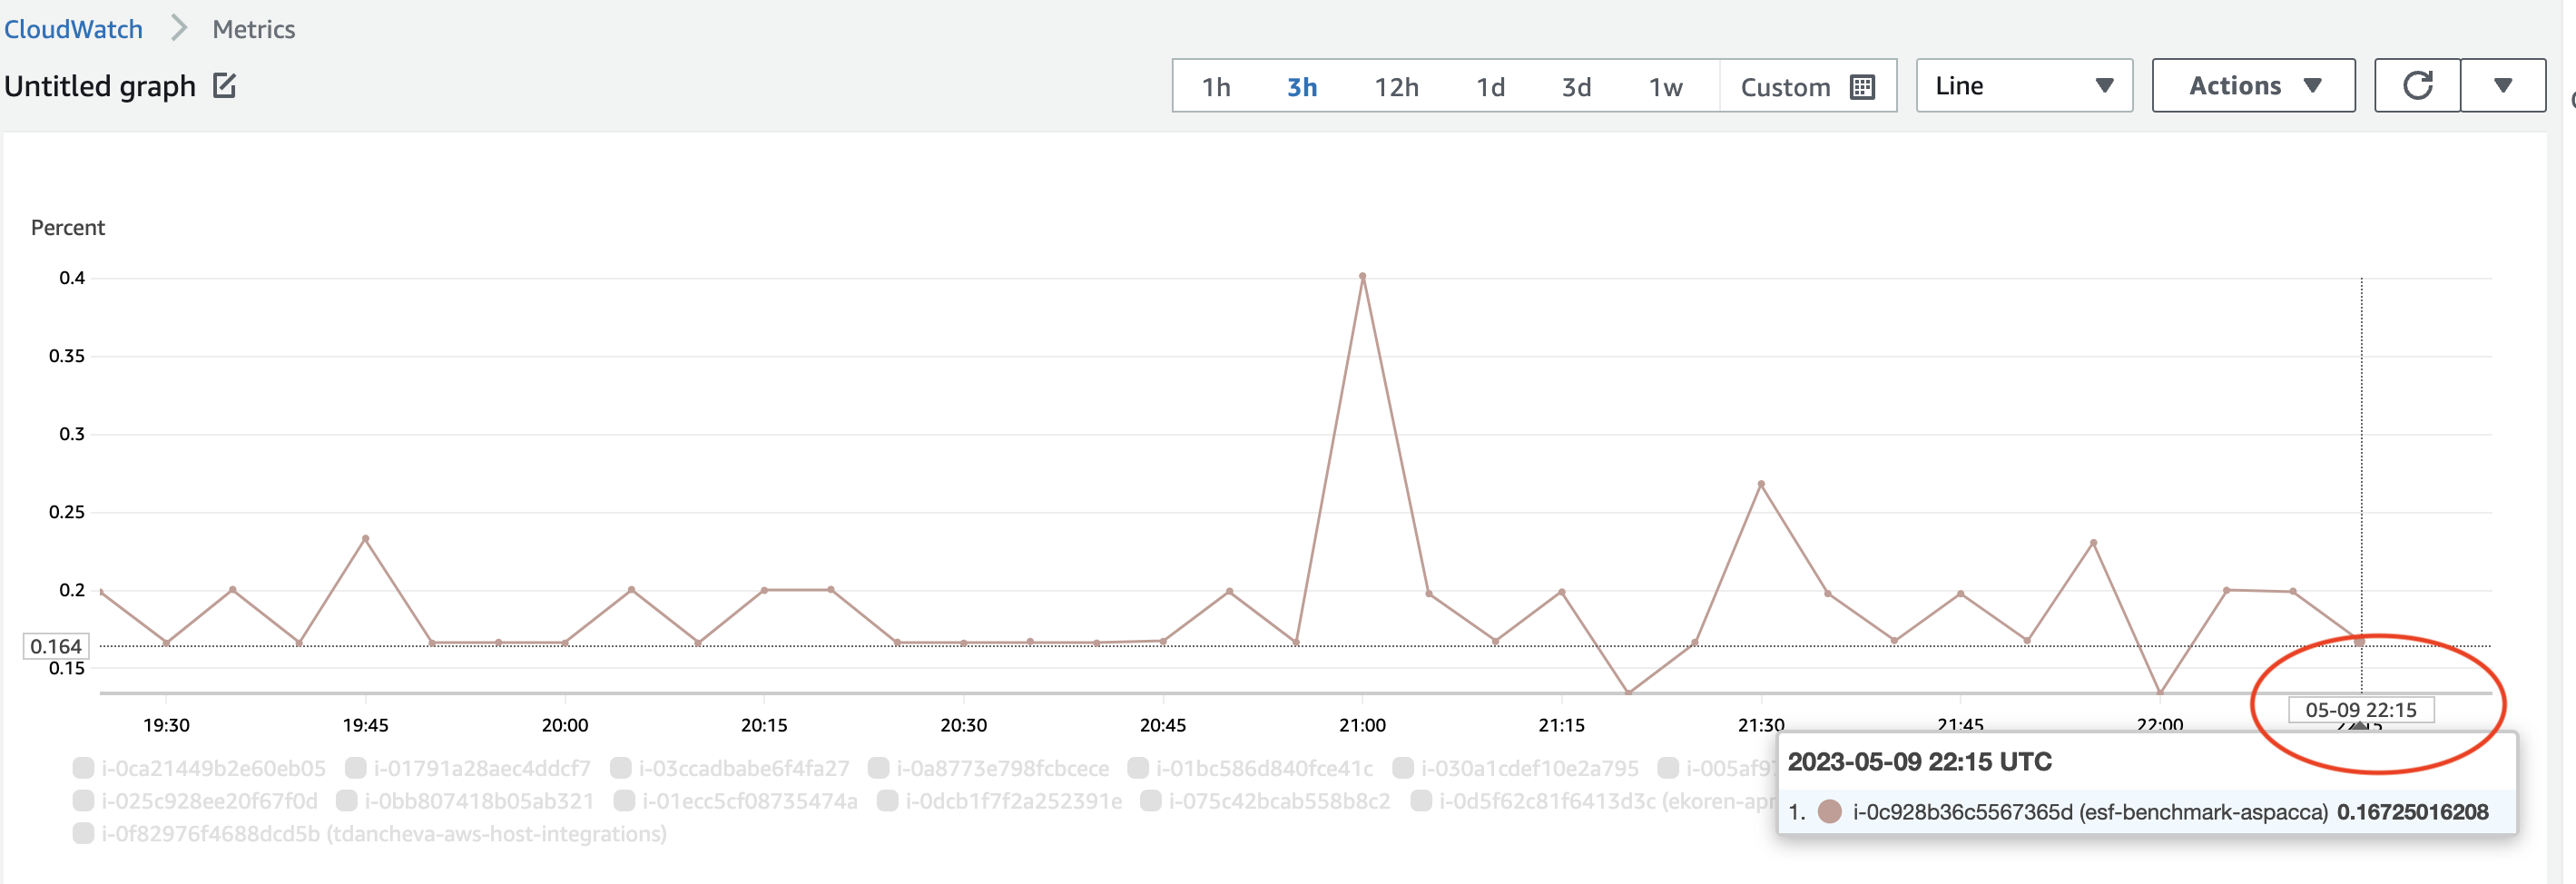 CloudWatch > Metrics
Untitled graph
1h 3h 12h 1d 3d 1w Custom Line Actions
Percent
0.4
0.35
0.3
0.25
0.2
0.164
0.15
19:30 19:45 20:00 20:15 20:30 20:45 21:00 21:15 21:30 21:45 22:00 22:15
05-09 22:15
i-0ca21449b2e60eb05 i-01791a28aec4ddcf7 i-03ccadbabe6f4fa27 i-0a8773e798fcbcece i-01bc586d840fce41c i-030a1cdef10e2a795 i-005af9
i-025c928ee20f67f0d i-0bb807418b05ab321 i-01ecc5cf08735474a i-0dcb1f7f2a252391e i-075c42bcab558b8c2 i-0d5f62c81f6413d3c (ekoren-apr
i-0f82976f4688dcd5b (tdancheva-aws-host-integrations)
2023-05-09 22:15 UTC
1. i-0c928b36c5567365d (esf-benchmark-aspacca) 0.16725016208